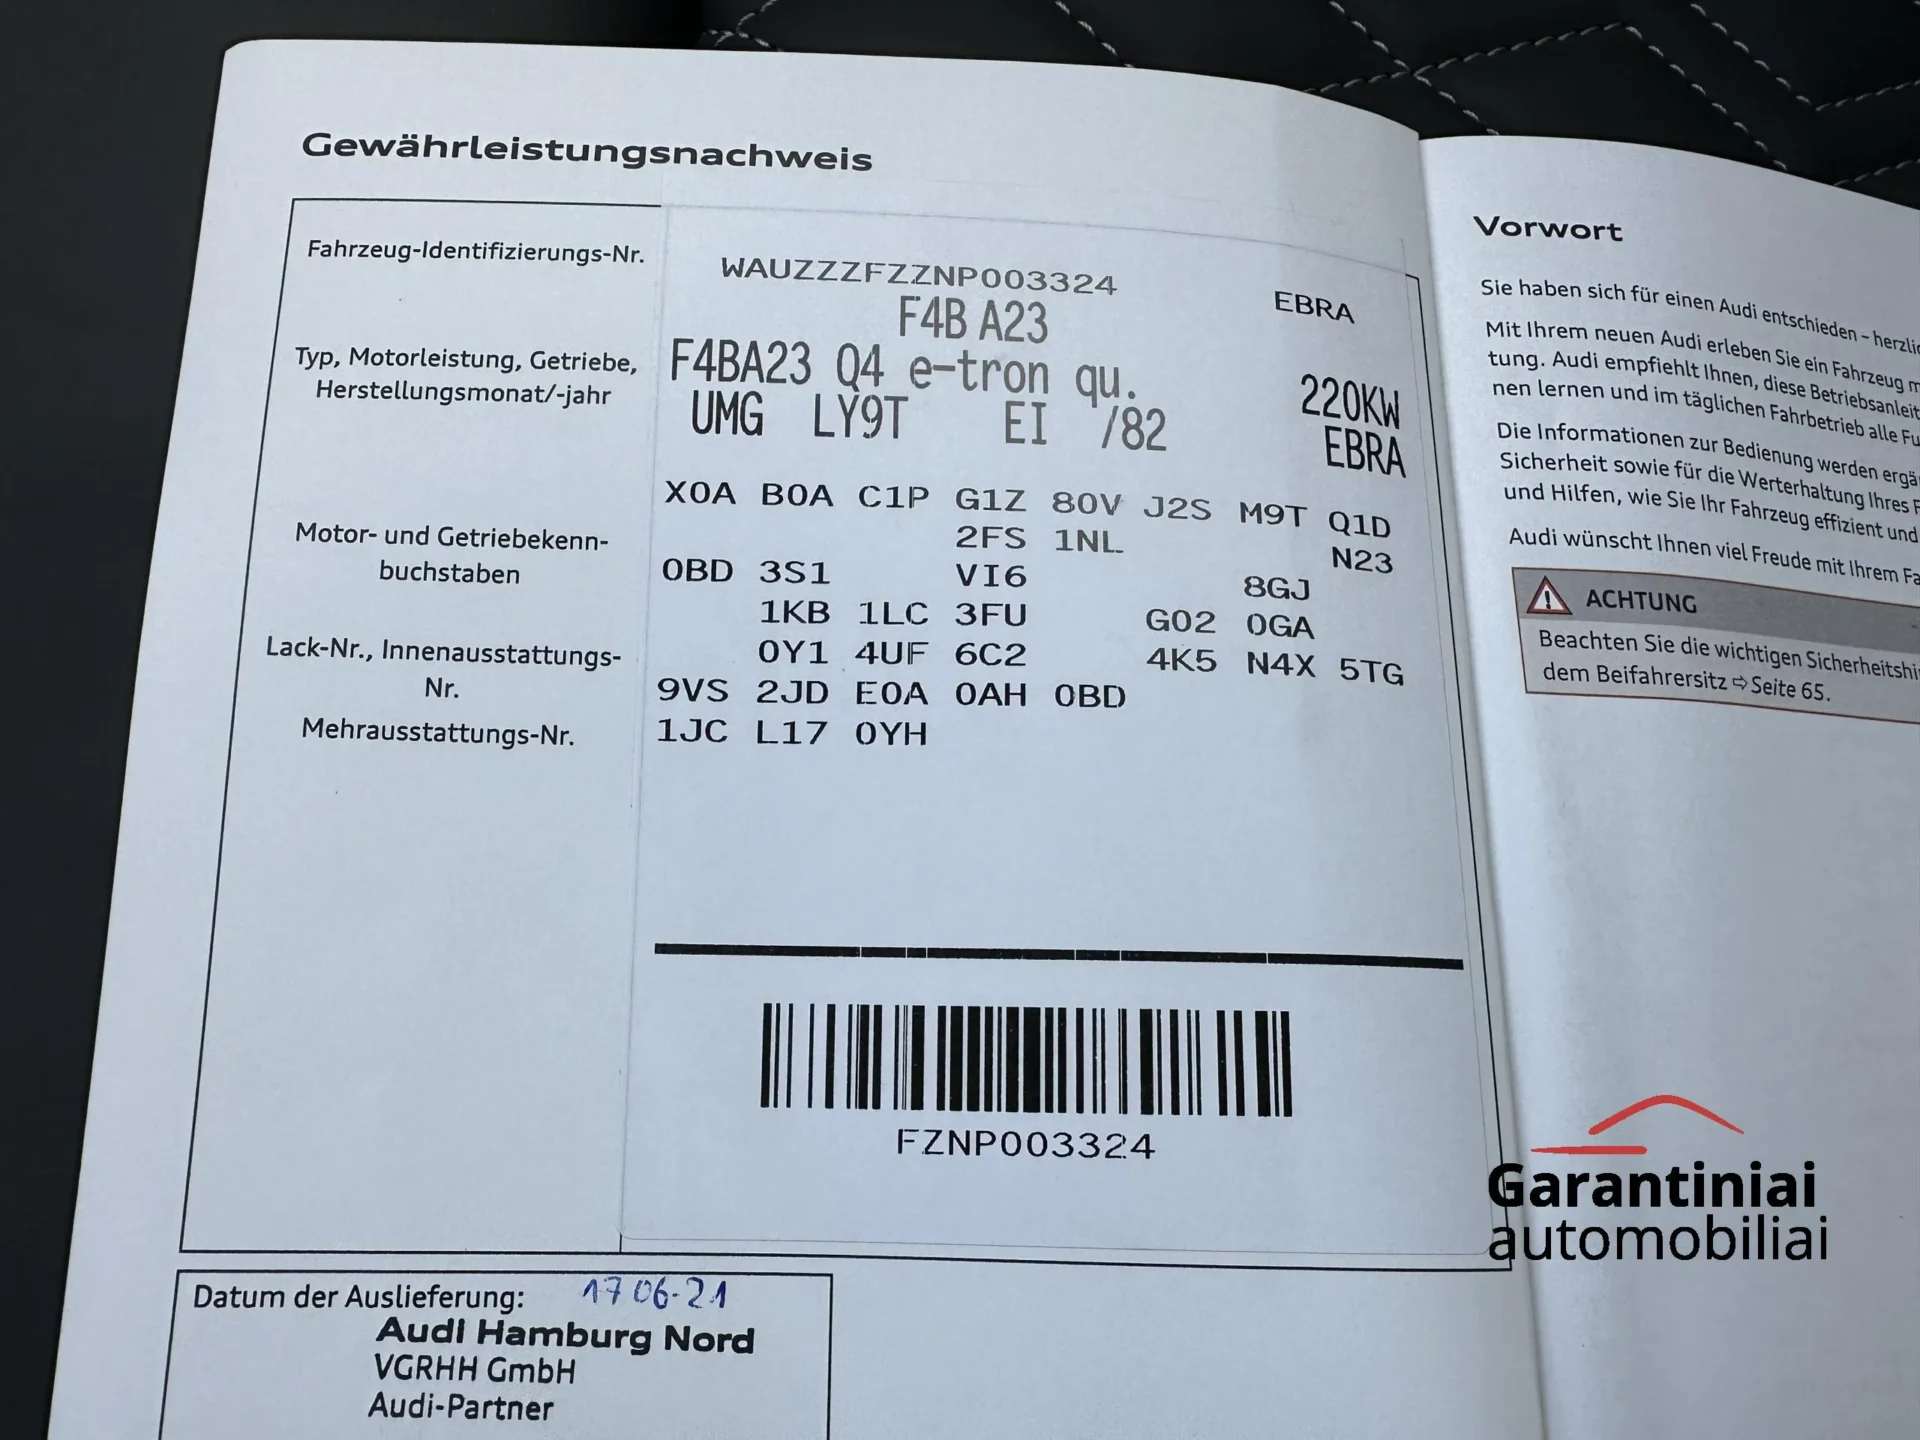 Gewährleistungsnachweis
Fahrzeug-Identifizierungs-Nr.
Typ, Motorleistung, Getriebe,
Herstellungsmonat/-jahr
Motor- und Getriebekenn-
buchstaben
Lack-Nr., Innenausstattungs-
Nr.
Mehrausstattungs-Nr.
WAUZZZFZZNP003324 EBRA
F4B A23
F4BA23 Q4 e-tron qu. 220KW
UMG LY9T EI /82 EBRA
X0A B0A C1P G1Z 80V J2S M9T Q1D
2FS 1NL N23
0BD 3S1 VI6 8GJ
1KB 1LC 3FU G02 0GA
0Y1 4UF 6C2 4K5 N4X 5TG
9VS 2JD E0A 0AH 0BD
1JC L17 0YH
FZNP003324
Datum der Auslieferung: 17 06-21
Audi Hamburg Nord
VGRHH GmbH
Audi-Partner
Vorwort
Sie haben sich für einen Audi entschieden – herzlic
Mit Ihrem neuen Audi erleben Sie ein Fahrzeug m
tung. Audi empfiehlt Ihnen, diese Betriebsanleit
nen lernen und im täglichen Fahrbetrieb alle Fu
Die Informationen zur Bedienung werden ergä
Sicherheit sowie für die Werterhaltung Ihres F
und Hilfen, wie Sie Ihr Fahrzeug effizient und
Audi wünscht Ihnen viel Freude mit Ihrem Fa
ACHTUNG
Beachten Sie die wichtigen Sicherheitshi
dem Beifahrersitz ⇨ Seite 65.
Garantiniai
automobiliai